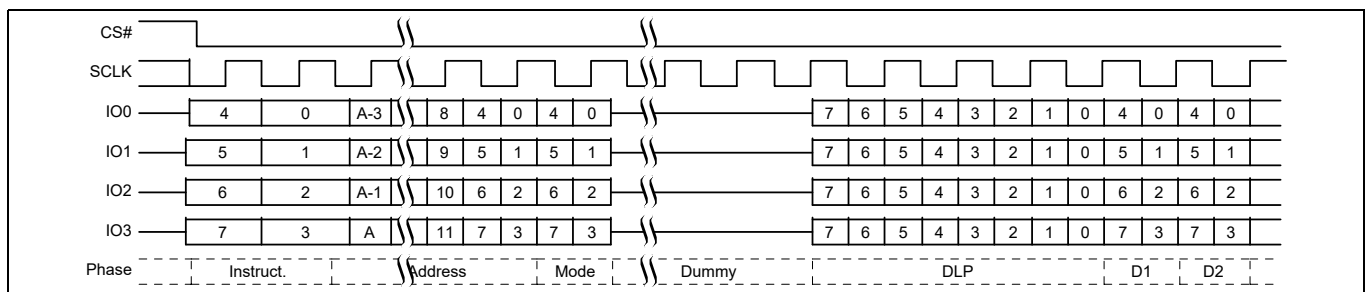 CS#
SCLK
IO0 4 0 A-3 8 4 0 4 0 7 6 5 4 3 2 1 0 4 0 4 0
IO1 5 1 A-2 9 5 1 5 1 7 6 5 4 3 2 1 0 5 1 5 1
IO2 6 2 A-1 10 6 2 6 2 7 6 5 4 3 2 1 0 6 2 6 2
IO3 7 3 A 11 7 3 7 3 7 6 5 4 3 2 1 0 7 3 7 3
Phase Instruct. Address Mode Dummy DLP D1 D2